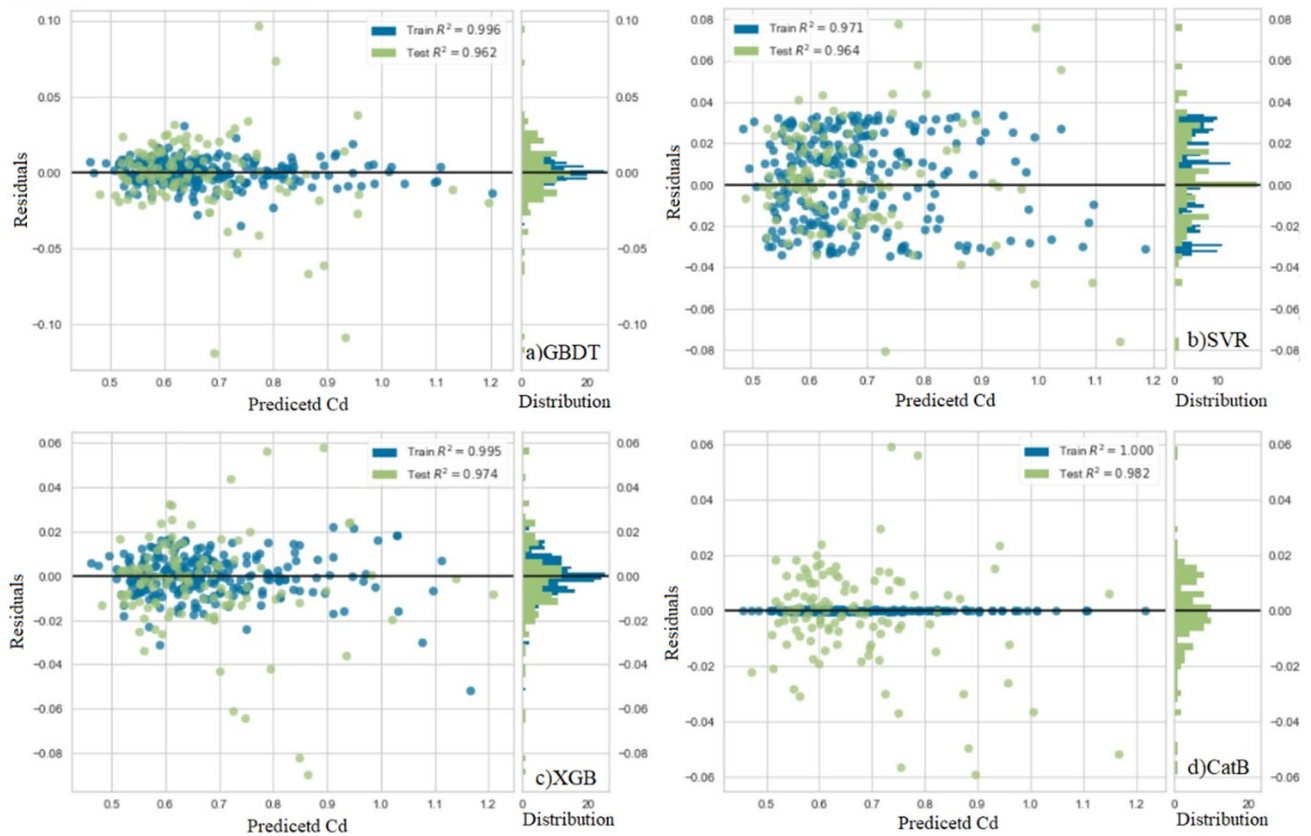 Train R² = 0.996
Test R² = 0.962
0.10
0.05
0.00
−0.05
−0.10
Residuals
0.10
0.05
0.00
−0.05
−0.10
a)GBDT
0.5 0.6 0.7 0.8 0.9 1.0 1.1 1.2
0 20
Predicetd Cd
Distribution
Train R² = 0.971
Test R² = 0.964
0.08
0.06
0.04
0.02
0.00
−0.02
−0.04
−0.06
−0.08
Residuals
0.08
0.06
0.04
0.02
0.00
−0.02
−0.04
−0.06
−0.08
b)SVR
0.5 0.6 0.7 0.8 0.9 1.0 1.1 1.2
0 10
Predicetd Cd
Distribution
Train R² = 0.995
Test R² = 0.974
0.06
0.04
0.02
0.00
−0.02
−0.04
−0.06
−0.08
Residuals
0.06
0.04
0.02
0.00
−0.02
−0.04
−0.06
−0.08
c)XGB
0.5 0.6 0.7 0.8 0.9 1.0 1.1 1.2
0 20
Predicetd Cd
Distribution
Train R² = 1.000
Test R² = 0.982
0.06
0.04
0.02
0.00
−0.02
−0.04
−0.06
Residuals
0.06
0.04
0.02
0.00
−0.02
−0.04
−0.06
d)CatB
0.5 0.6 0.7 0.8 0.9 1.0 1.1 1.2
0 20
Predicetd Cd
Distribution